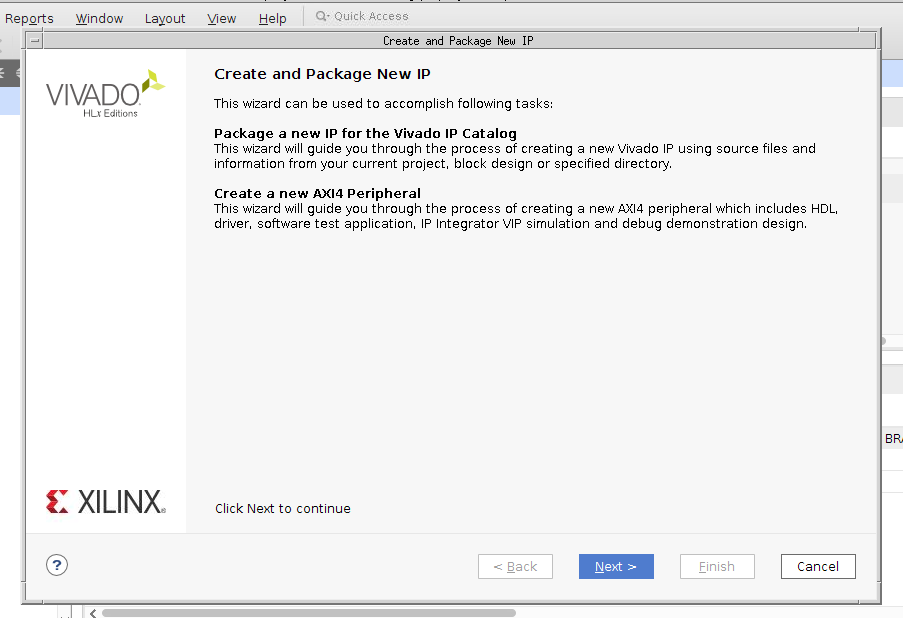 Reports Window Layout View Help Quick Access
Create and Package New IP
VIVADO
HLx Editions
Create and Package New IP
This wizard can be used to accomplish following tasks:
Package a new IP for the Vivado IP Catalog
This wizard will guide you through the process of creating a new Vivado IP using source files and
information from your current project, block design or specified directory.
Create a new AXI4 Peripheral
This wizard will guide you through the process of creating a new AXI4 peripheral which includes HDL,
driver, software test application, IP Integrator VIP simulation and debug demonstration design.
BRA
XILINX
Click Next to continue
?
< Back Next > Finish Cancel